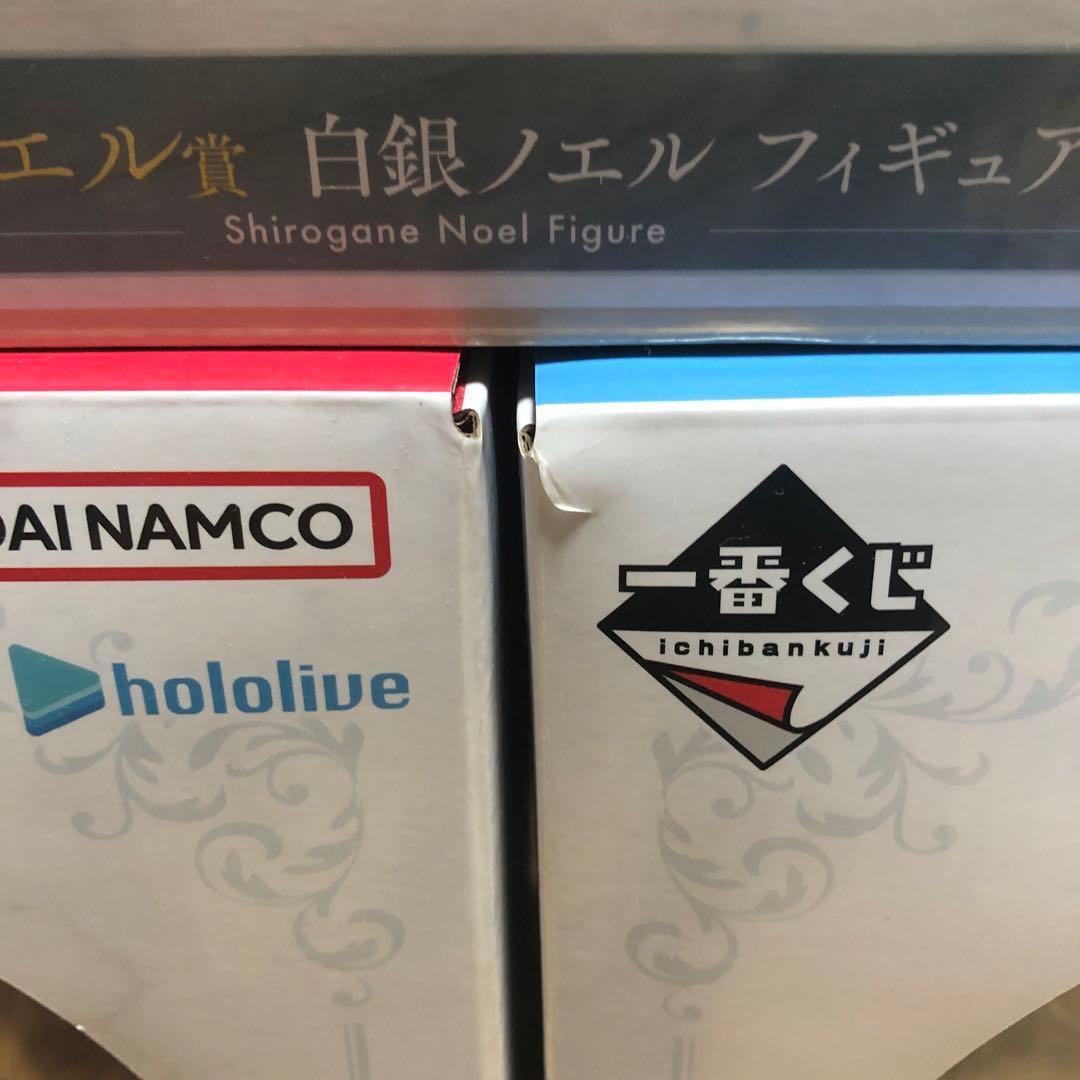 エル賞 白銀ノエル フィギュア
Shirogane Noel Figure
DAI NAMCO
hololive
一番くじ
ichibankuji